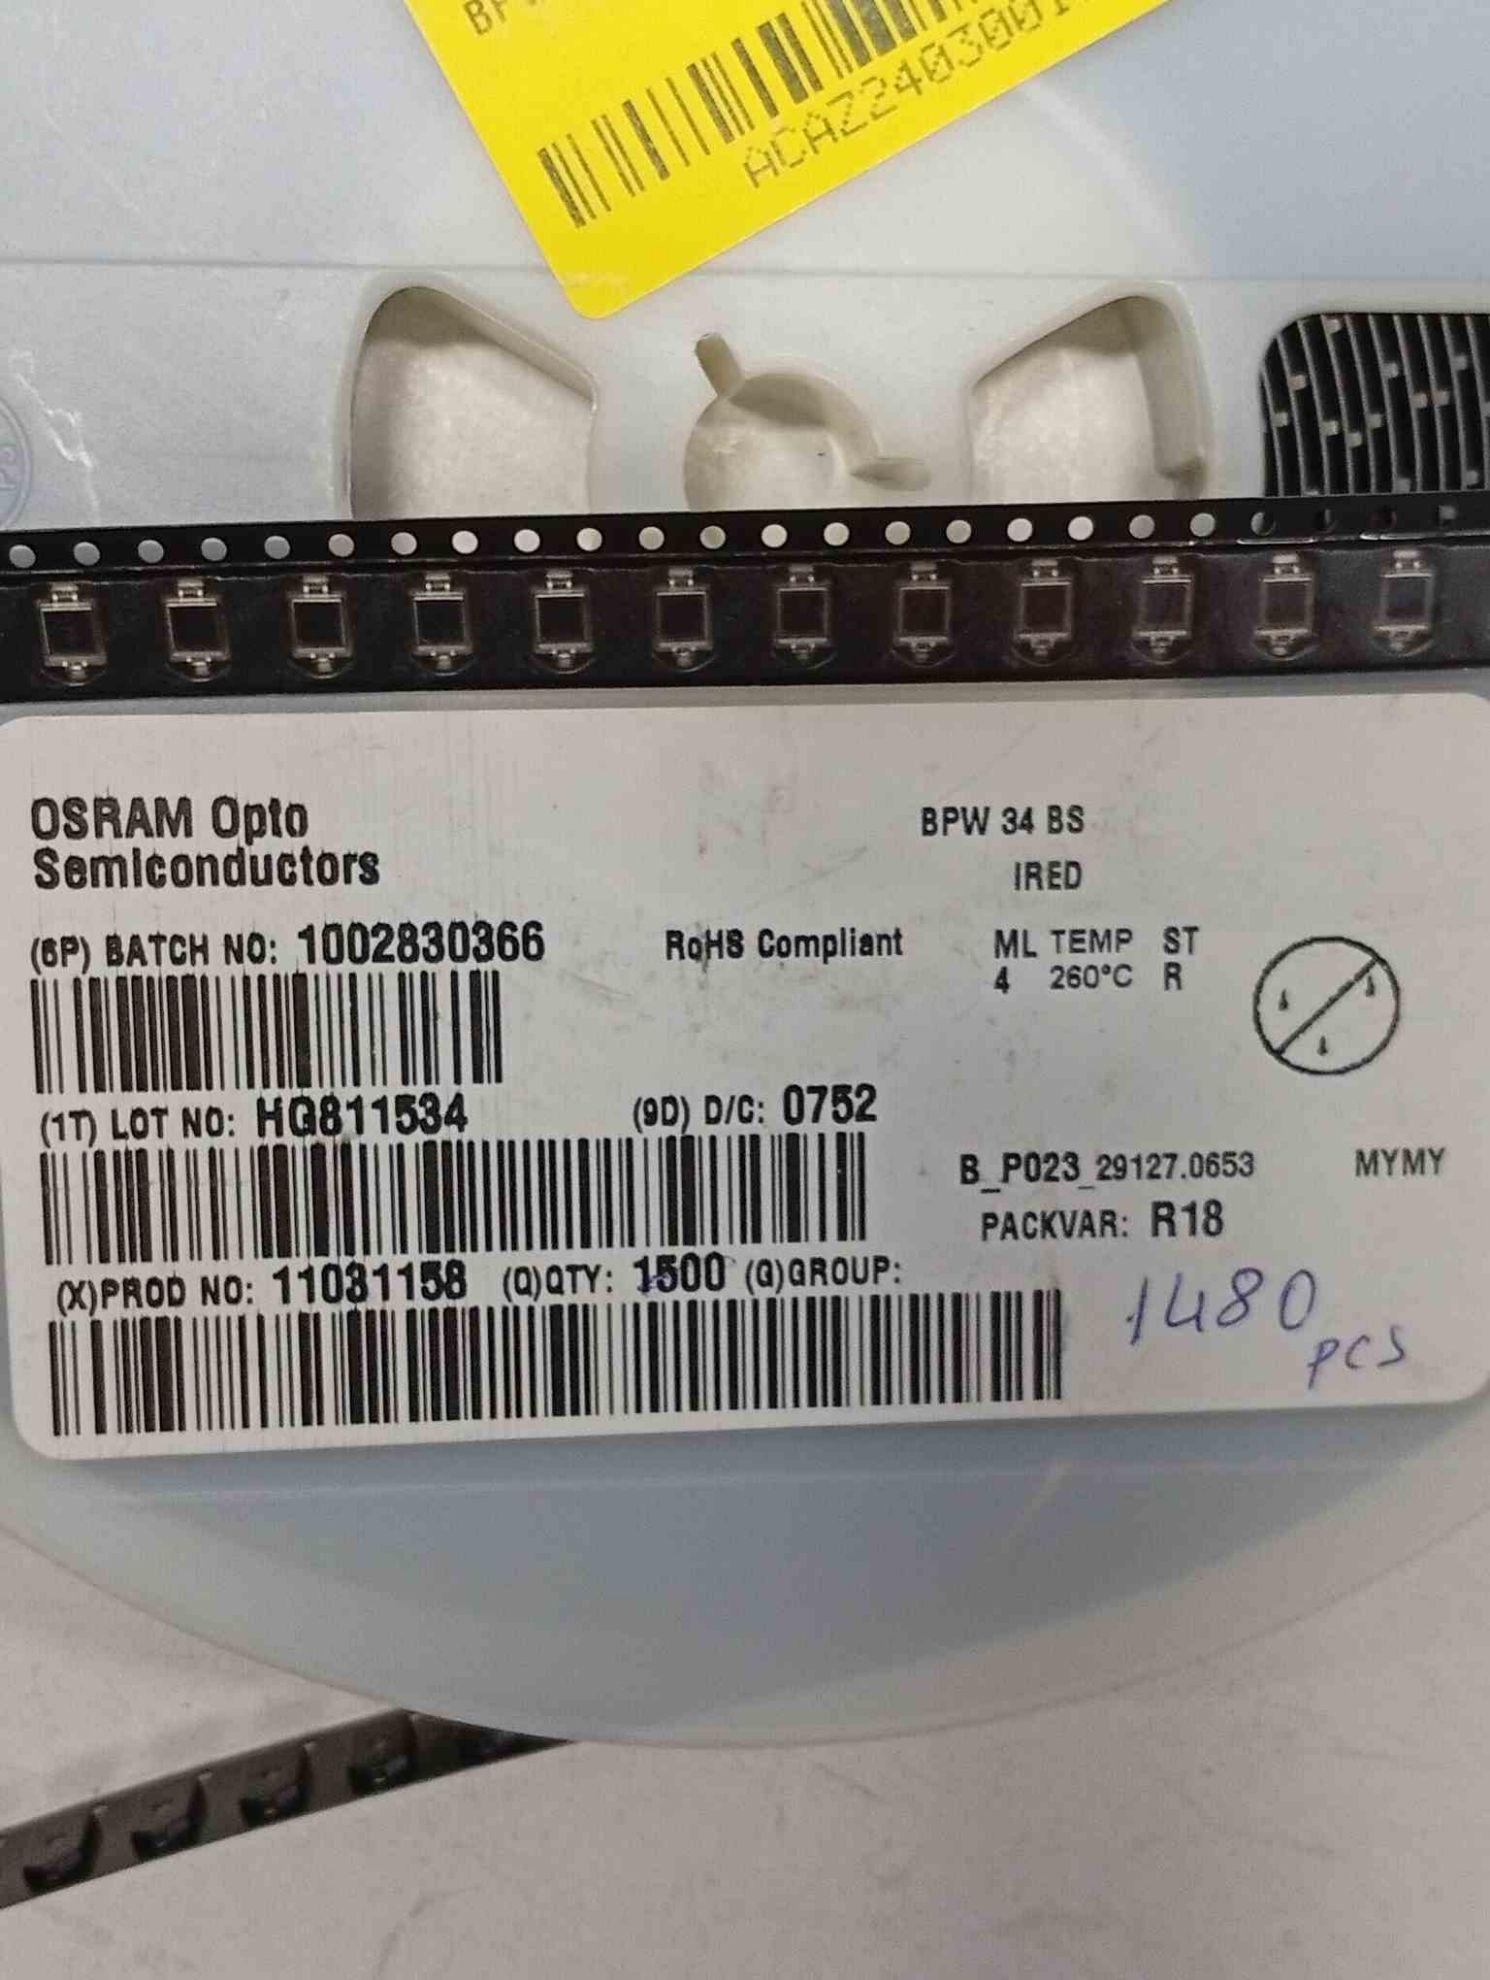 ACAZ2403001
OSRAM Opto
Semiconductors
BPW 34 BS
IRED
(6P) BATCH NO: 1002830366
RoHS Compliant
ML TEMP ST
4 260°C R
(1T) LOT NO: HG811534 (9D) D/C: 0752
B_P023_29127.0653 MYMY
PACKVAR: R18
(X)PROD NO: 11031158 (Q)QTY: 1500 (G)GROUP:
1480
pcs